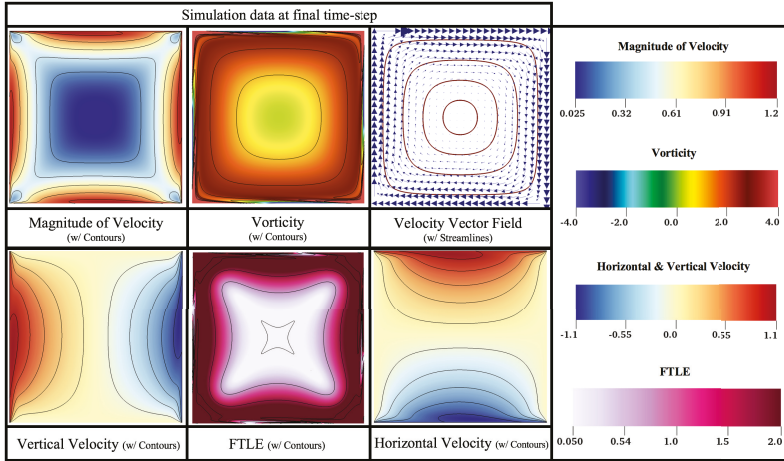 Simulation data at final time-step
Magnitude of Velocity
(w/ Contours)
Vorticity
(w/ Contours)
Velocity Vector Field
(w/ Streamlines)
Vertical Velocity (w/ Contours)
FTLE (w/ Contours)
Horizontal Velocity (w/ Contours)
Magnitude of Velocity
0.025 0.32 0.61 0.91 1.2
Vorticity
-4.0 -2.0 0.0 2.0 4.0
Horizontal & Vertical Velocity
-1.1 -0.55 0.0 0.55 1.1
FTLE
0.050 0.54 1.0 1.5 2.0